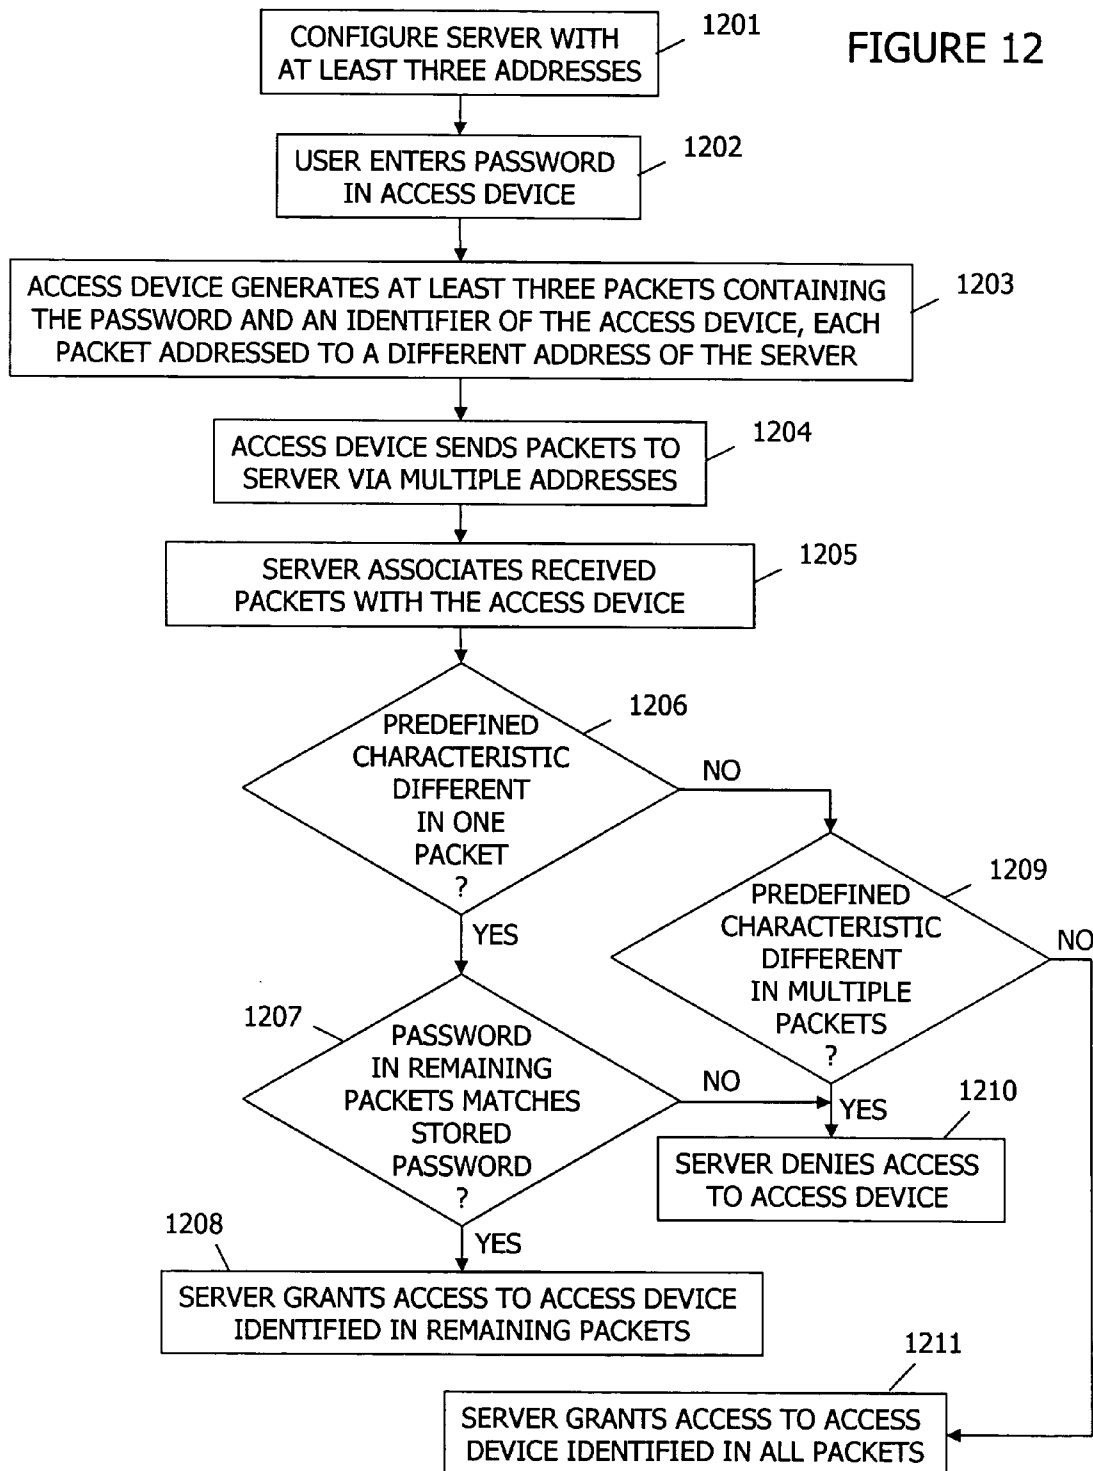 FIGURE 12
CONFIGURE SERVER WITH
AT LEAST THREE ADDRESSES
1201
USER ENTERS PASSWORD
IN ACCESS DEVICE
1202
ACCESS DEVICE GENERATES AT LEAST THREE PACKETS CONTAINING
THE PASSWORD AND AN IDENTIFIER OF THE ACCESS DEVICE, EACH
PACKET ADDRESSED TO A DIFFERENT ADDRESS OF THE SERVER
1203
ACCESS DEVICE SENDS PACKETS TO
SERVER VIA MULTIPLE ADDRESSES
1204
SERVER ASSOCIATES RECEIVED
PACKETS WITH THE ACCESS DEVICE
1205
PREDEFINED
CHARACTERISTIC
DIFFERENT
IN ONE
PACKET
?
1206
NO
YES
PREDEFINED
CHARACTERISTIC
DIFFERENT
IN MULTIPLE
PACKETS
?
1209
NO
YES
1207
PASSWORD
IN REMAINING
PACKETS MATCHES
STORED
PASSWORD
?
NO
YES
1210
SERVER DENIES ACCESS
TO ACCESS DEVICE
1208
SERVER GRANTS ACCESS TO ACCESS DEVICE
IDENTIFIED IN REMAINING PACKETS
1211
SERVER GRANTS ACCESS TO ACCESS
DEVICE IDENTIFIED IN ALL PACKETS